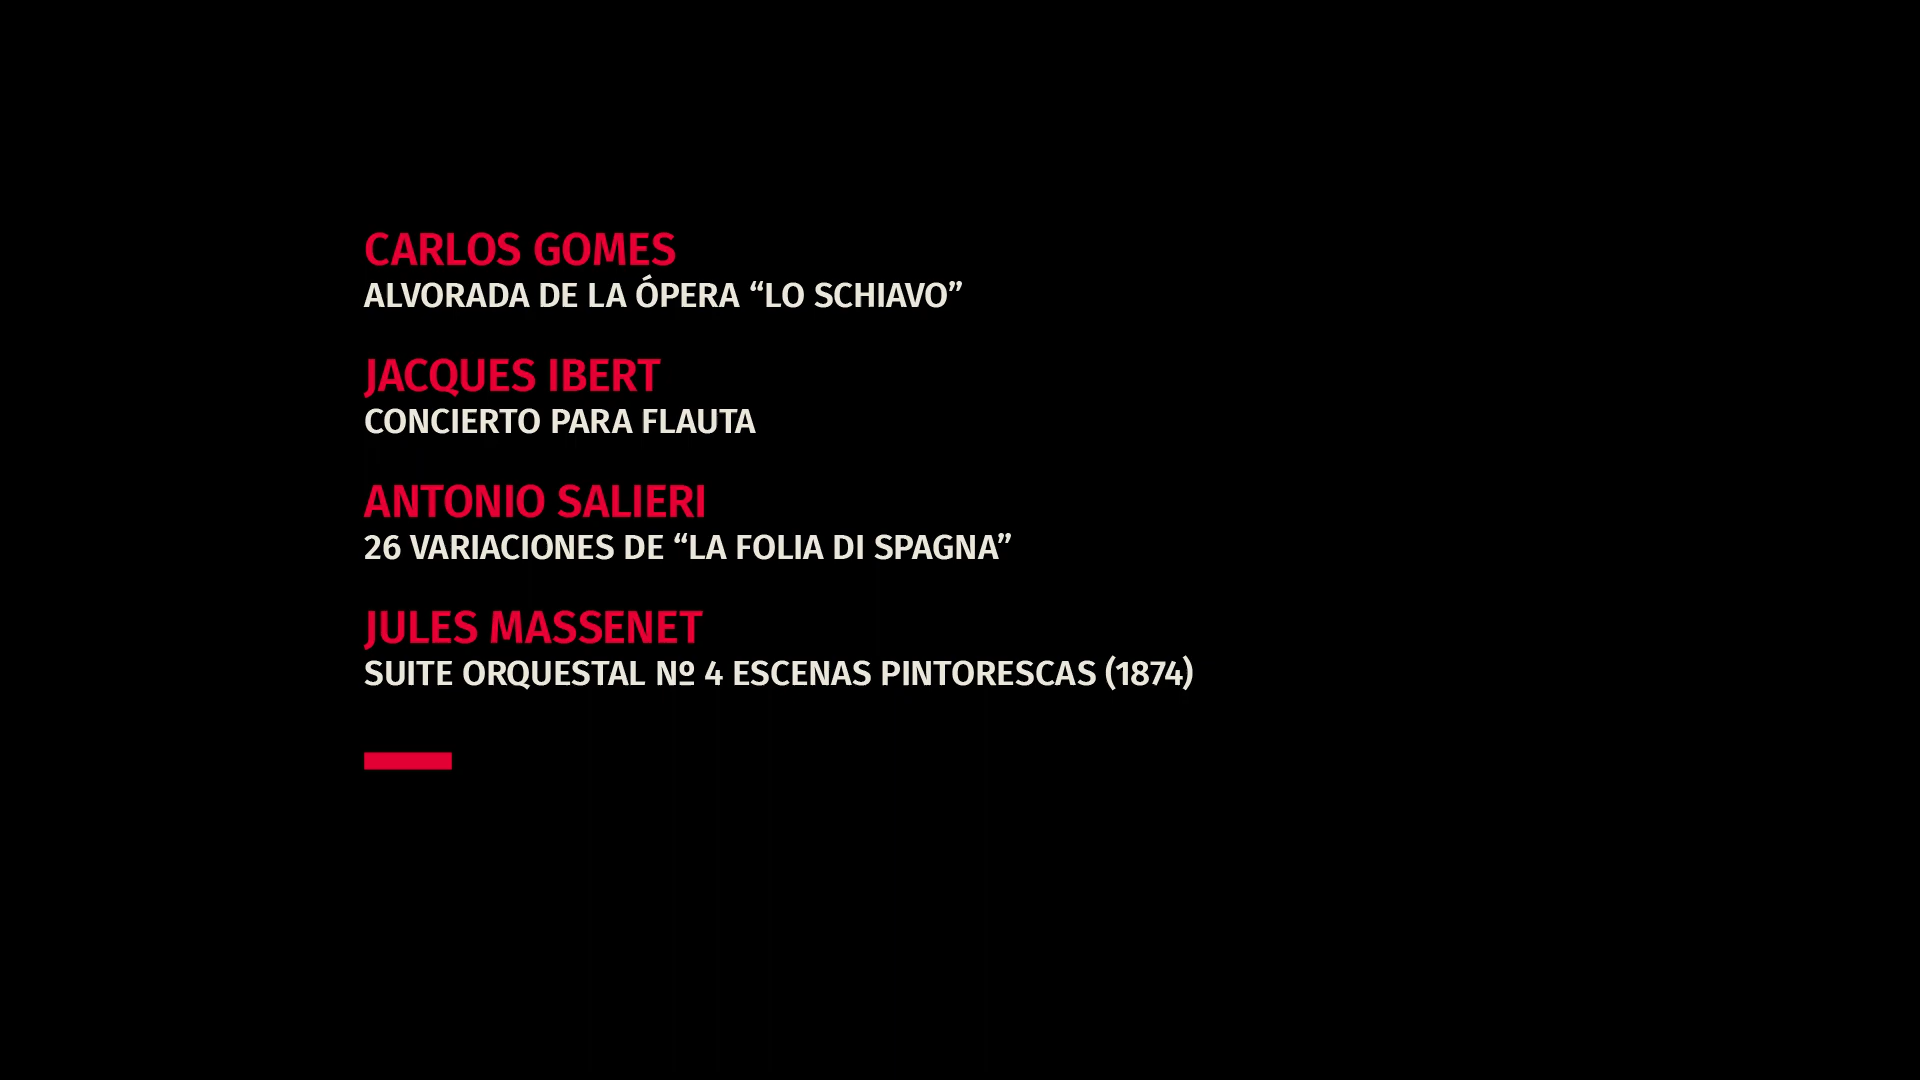 CARLOS GOMES
ALVORADA DE LA ÓPERA “LO SCHIAVO”
JACQUES IBERT
CONCIERTO PARA FLAUTA
ANTONIO SALIERI
26 VARIACIONES DE “LA FOLIA DI SPAGNA”
JULES MASSENET
SUITE ORQUESTAL Nº 4 ESCENAS PINTORESCAS (1874)